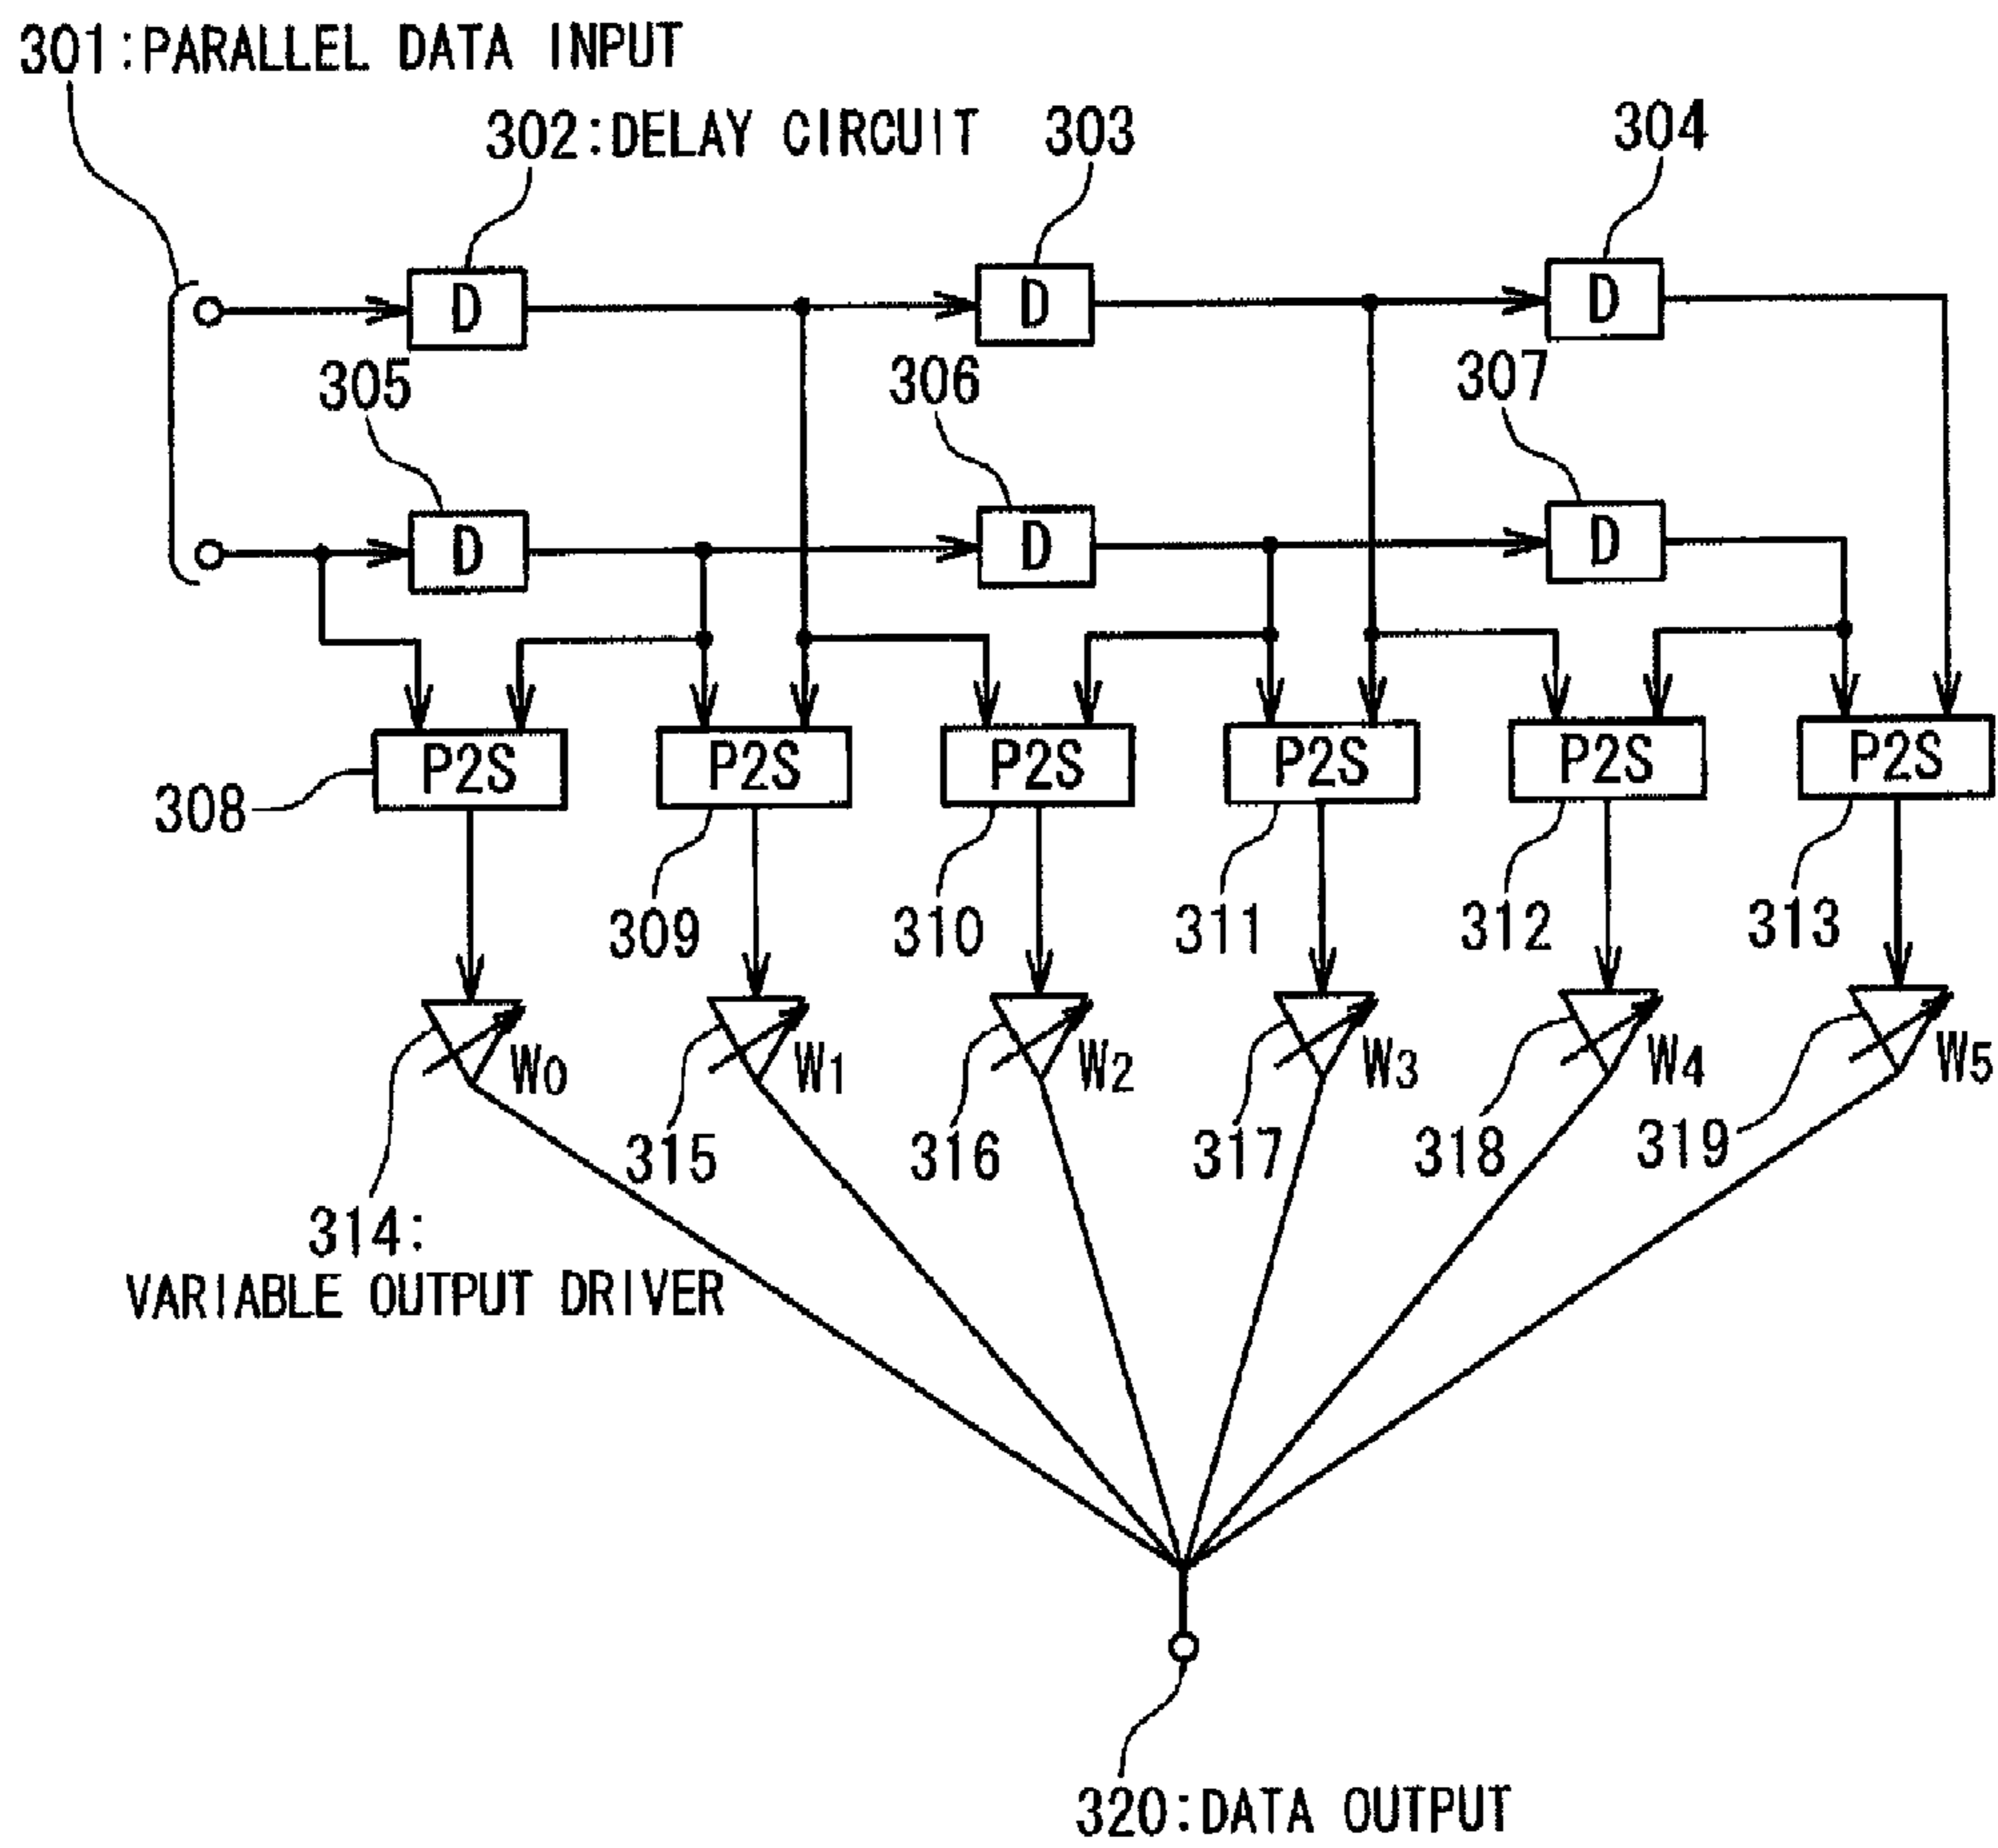 301:PARALLEL DATA INPUT
302:DELAY CIRCUIT
303
304
D
D
D
305
306
307
D
D
D
P2S
P2S
P2S
P2S
P2S
P2S
308
309
310
311
312
313
W0
W1
W2
W3
W4
W5
314:
VARIABLE OUTPUT DRIVER
315
316
317
318
319
320:DATA OUTPUT